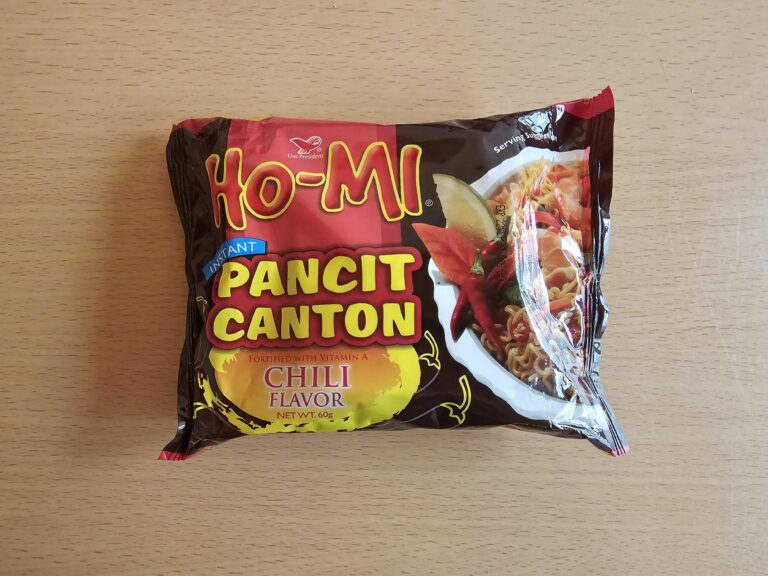 Uni-President
HO-MI®
INSTANT
PANCIT
CANTON
FORTIFIED WITH VITAMIN A
CHILI
FLAVOR
NET WT. 60g
Serving Suggestion